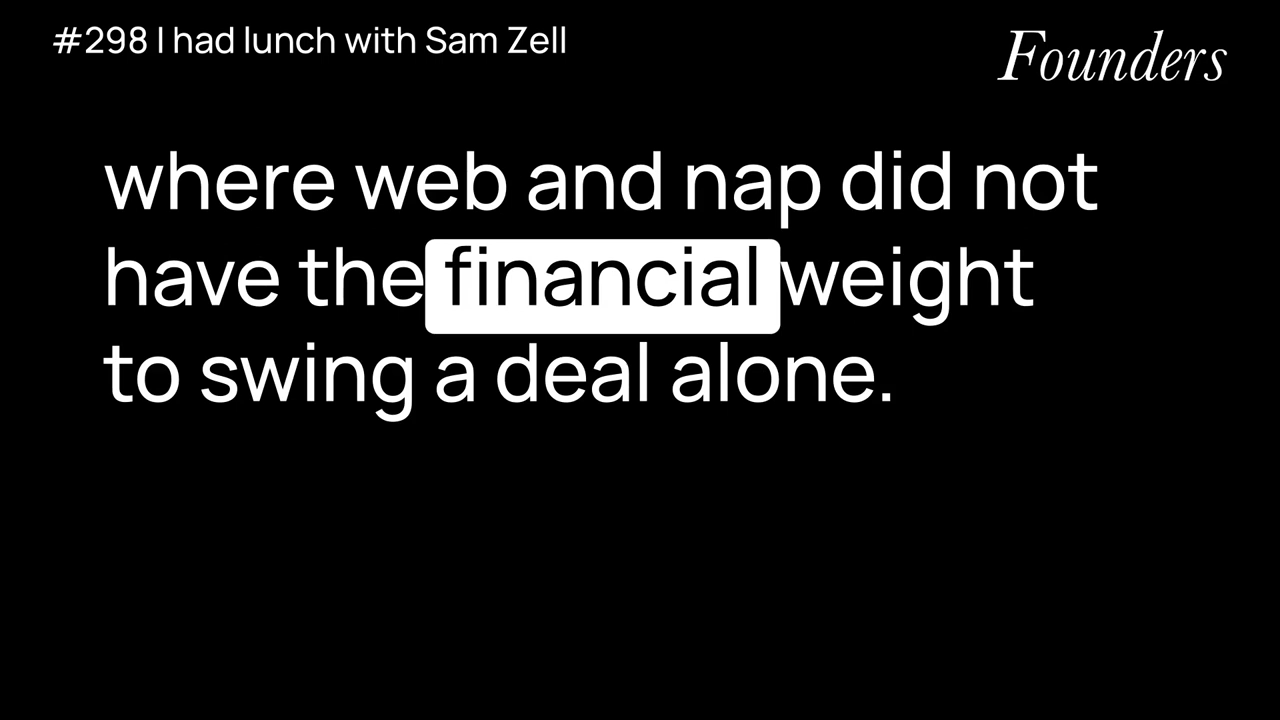 #298 I had lunch with Sam Zell
Founders
where web and nap did not
have the financial weight
to swing a deal alone.